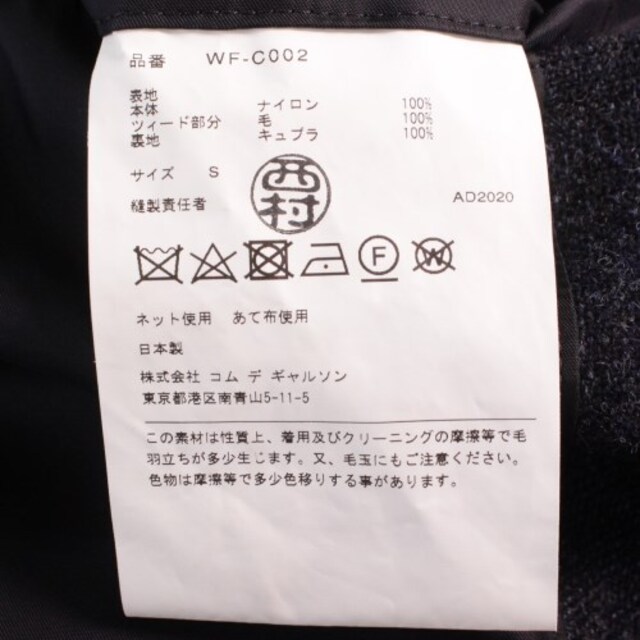 品番 WF-C002
表地
本体 ナイロン 100%
ツィード部分 毛 100%
裏地 キュプラ 100%
サイズ S
縫製責任者 西村 AD2020
F W
ネット使用 あて布使用
日本製
株式会社 コム デ ギャルソン
東京都港区南青山5-11-5
この素材は性質上、着用及びクリーニングの摩擦等で毛
羽立ちが多少生じます。又、毛玉にもご注意ください。
色物は摩擦等で多少色移りする事があります。